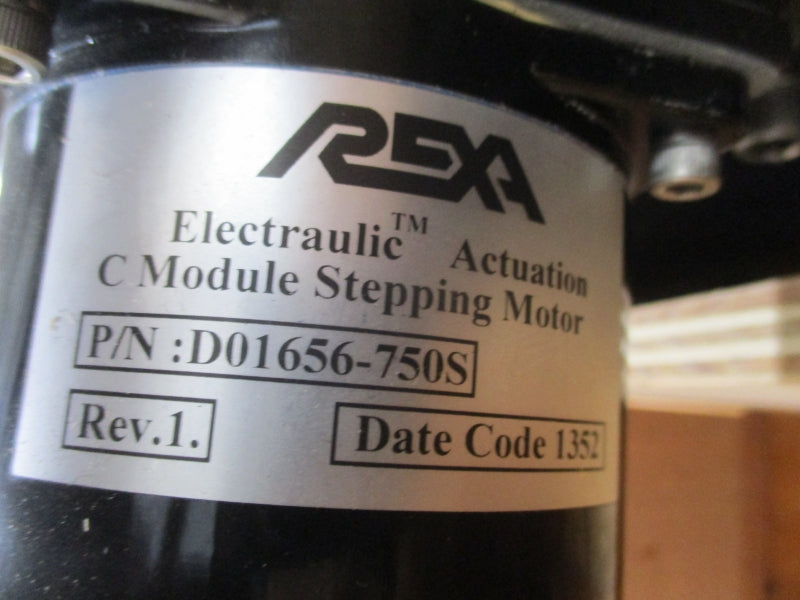 REXA
Electraulic™ Actuation
C Module Stepping Motor
P/N :D01656-750S
Rev.1.
Date Code 1352